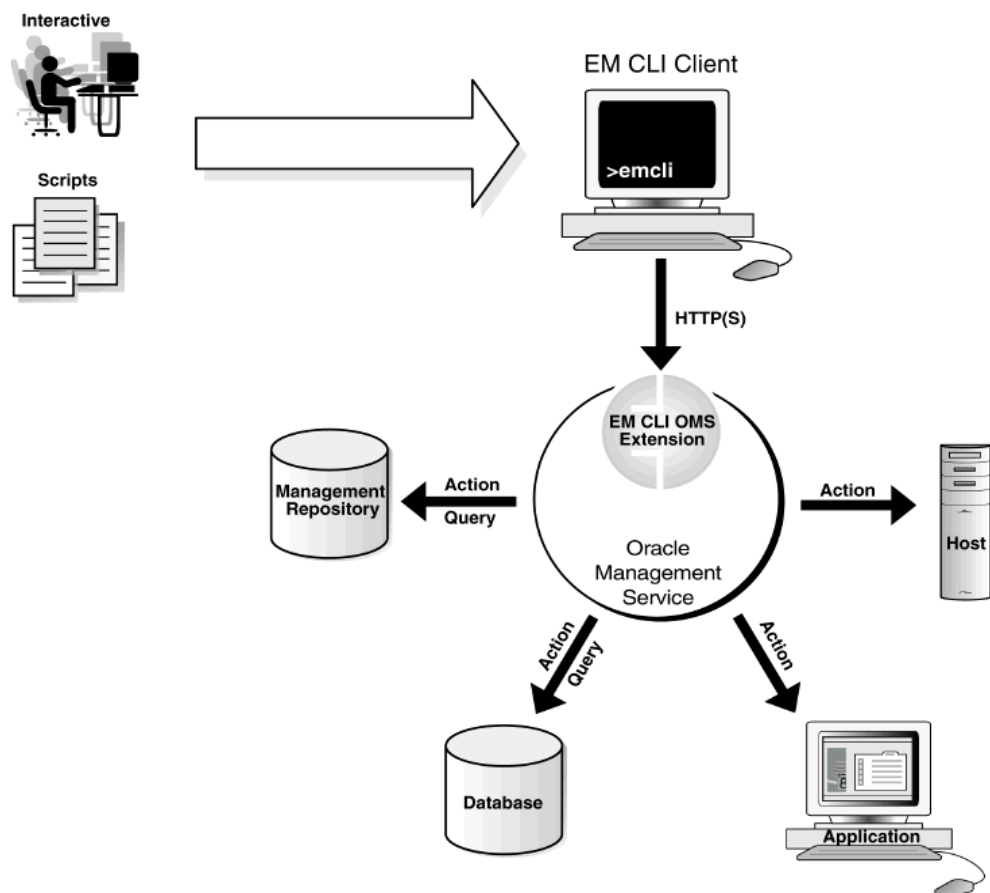 Interactive
EM CLI Client
>emcli
Scripts
HTTP(S)
EM CLI OMS
Extension
Management
Repository
Action
Query
Action
Host
Oracle
Management
Service
Action
Query
Action
Database
Application